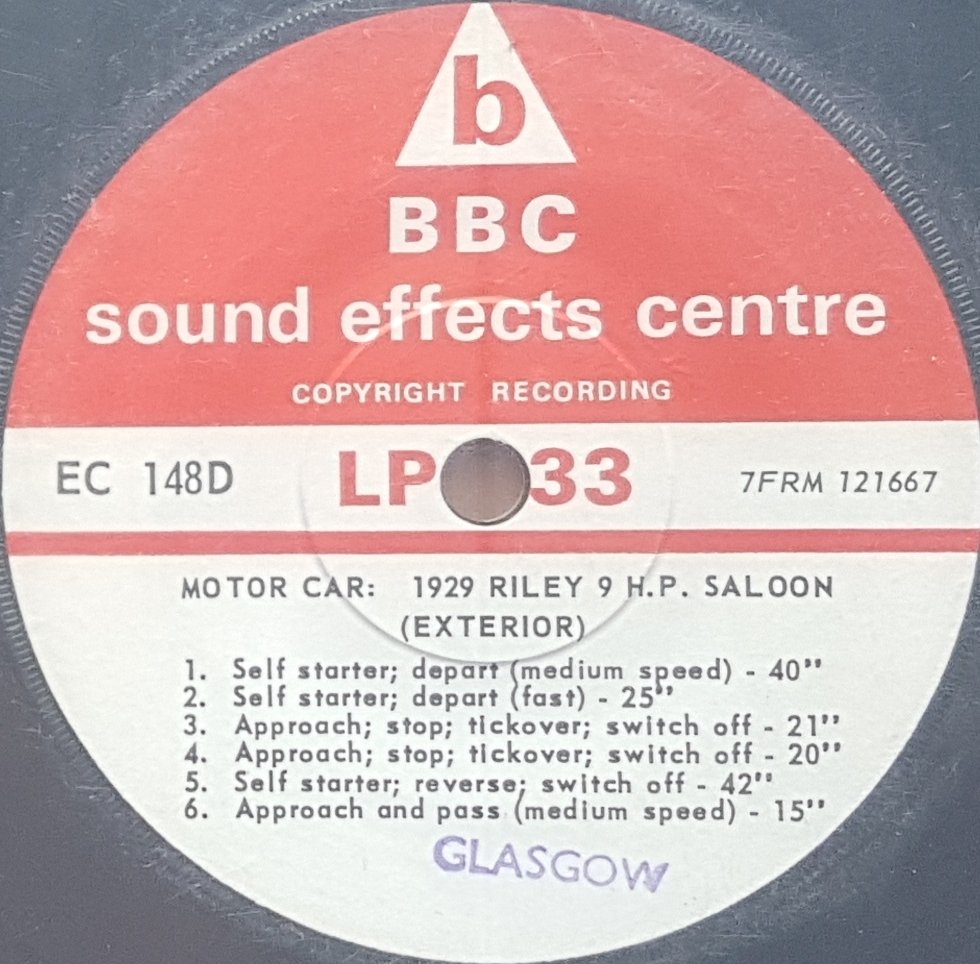 b
BBC
sound effects centre
COPYRIGHT RECORDING
EC 148D LP 33 7FRM 121667
MOTOR CAR: 1929 RILEY 9 H.P. SALOON
(EXTERIOR)
1. Self starter; depart (medium speed) - 40''
2. Self starter; depart (fast) - 25''
3. Approach; stop; tickover; switch off - 21''
4. Approach; stop; tickover; switch off - 20''
5. Self starter; reverse; switch off - 42''
6. Approach and pass (medium speed) - 15''
GLASGOW